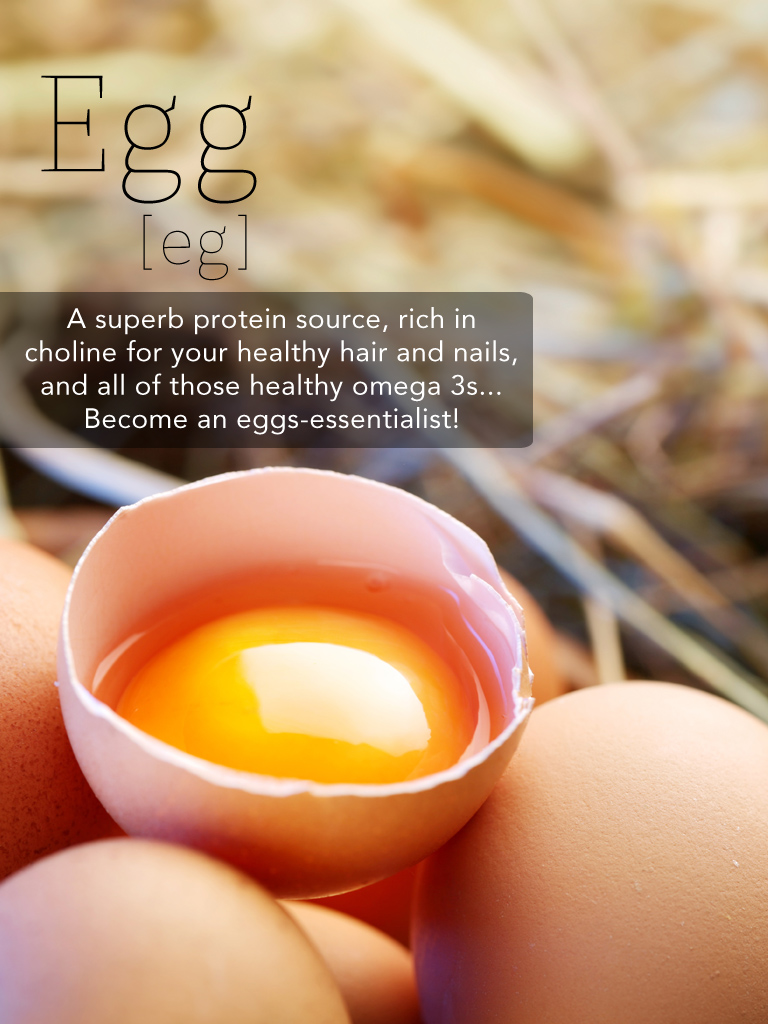 Egg
[eg]
A superb protein source, rich in
choline for your healthy hair and nails,
and all of those healthy omega 3s...
Become an eggs-essentialist!